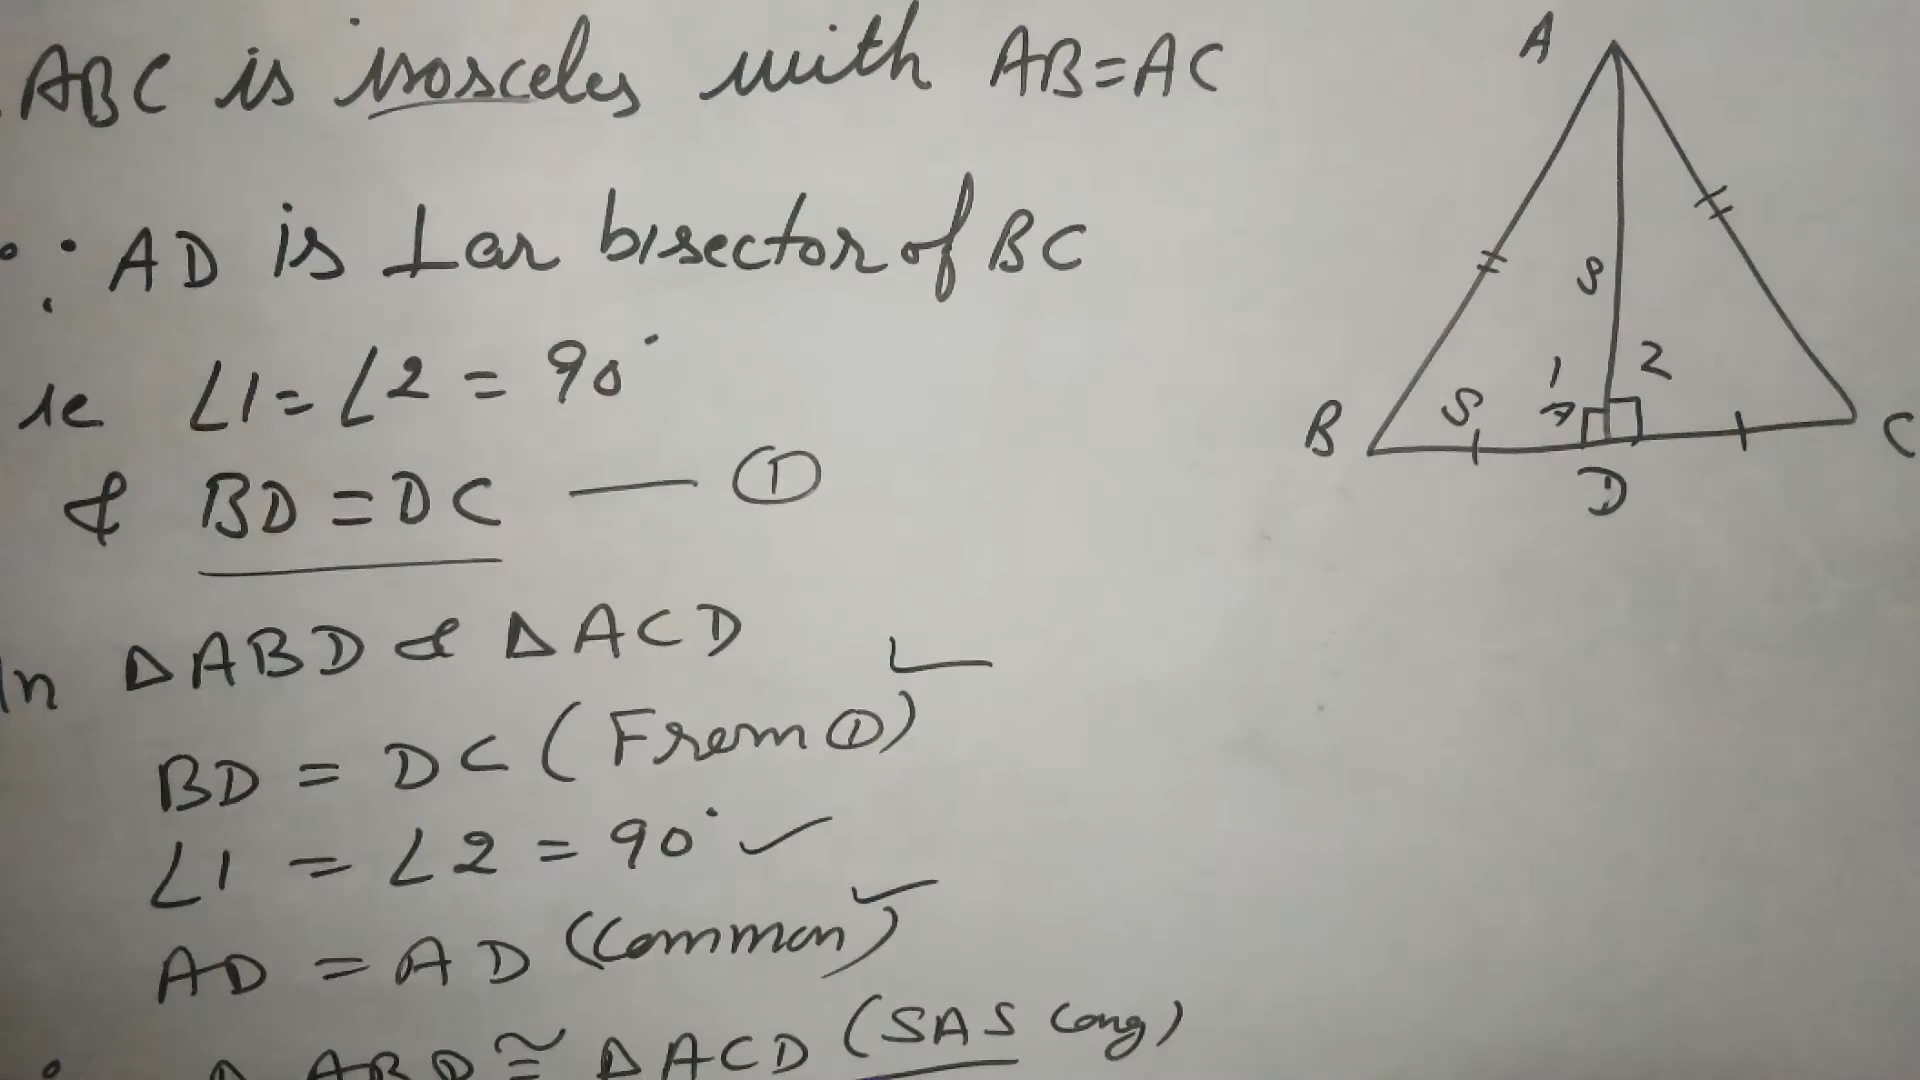 ABC is isosceles with AB=AC
∵ AD is ⊥ar bisector of BC
ie ∠1=∠2=90°
& BD=DC — ①
In △ABD & △ACD
BD = DC (From ①)
∠1 = ∠2 = 90° ✓
AD = AD (Common)
△ABD ≅ △ACD (SAS cong)
A
S
1 2
B S A C
D